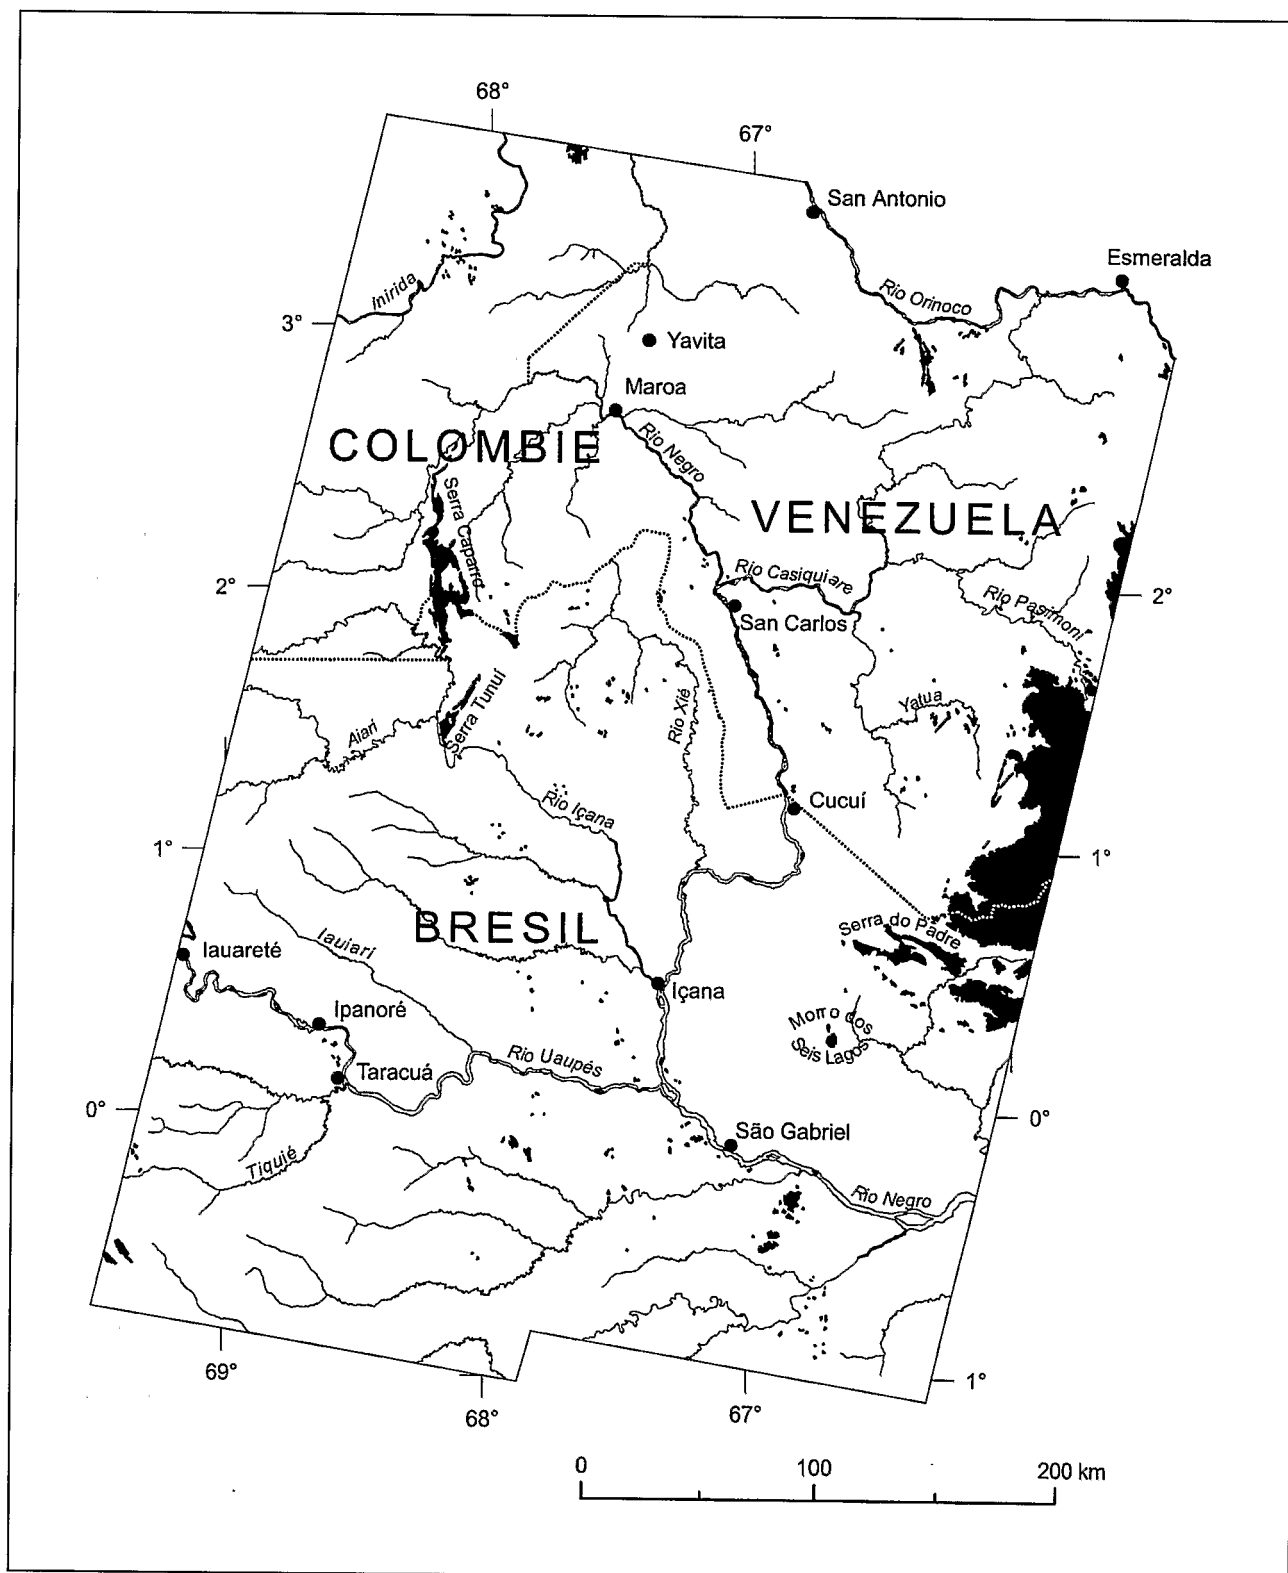 68°
67°
San Antonio
Esmeralda
Inirida
Rio Orinoco
3°
Yavita
Maroa
COLOMBIE
Rio Negro
Serra Caparro
VENEZUELA
2°
Rio Casiquiare
Rio Pasimoni
2°
San Carlos
Serra Tunuí
Rio Xié
Yatua
Aiari
Rio Içana
Cucuí
1°
1°
BRESIL
Serra do Padre
Iauiari
Iauareté
Içana
Ipanoré
Morro dos
Seis Lagos
Rio Uaupés
Taracuá
0°
0°
São Gabriel
Tiquié
Rio Negro
69°
68°
67°
1°
0
100
200 km